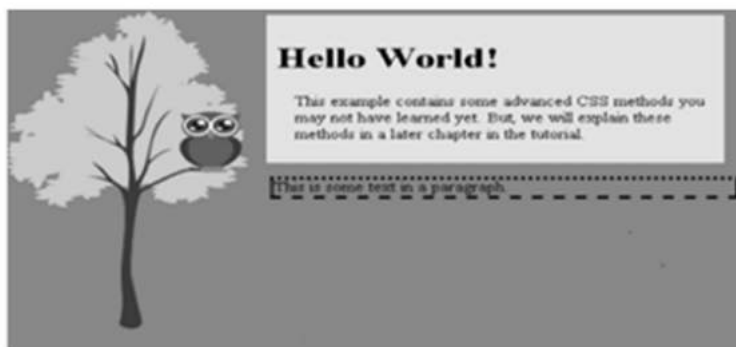 Hello World!
This example contains some advanced CSS methods you
may not have learned yet. But, we will explain these
methods in a later chapter in the tutorial.
This is some text in a paragraph.